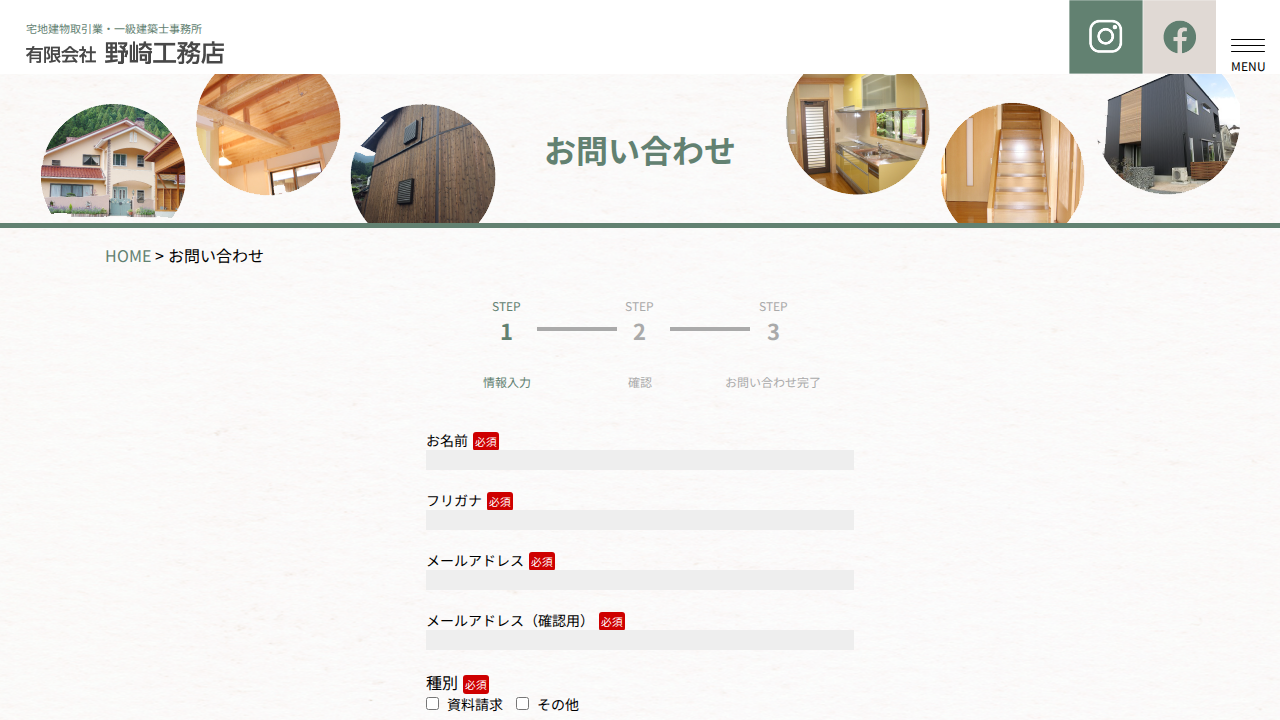 宅地建物取引業・一級建築士事務所
有限会社 野崎工務店
MENU
お問い合わせ
HOME > お問い合わせ
STEP
1
情報入力
STEP
2
確認
STEP
3
お問い合わせ完了
お名前 必須
フリガナ 必須
メールアドレス 必須
メールアドレス（確認用） 必須
種別 必須
資料請求 その他